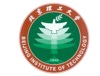 北京理工大学
BEIJING INSTITUTE OF TECHNOLOGY